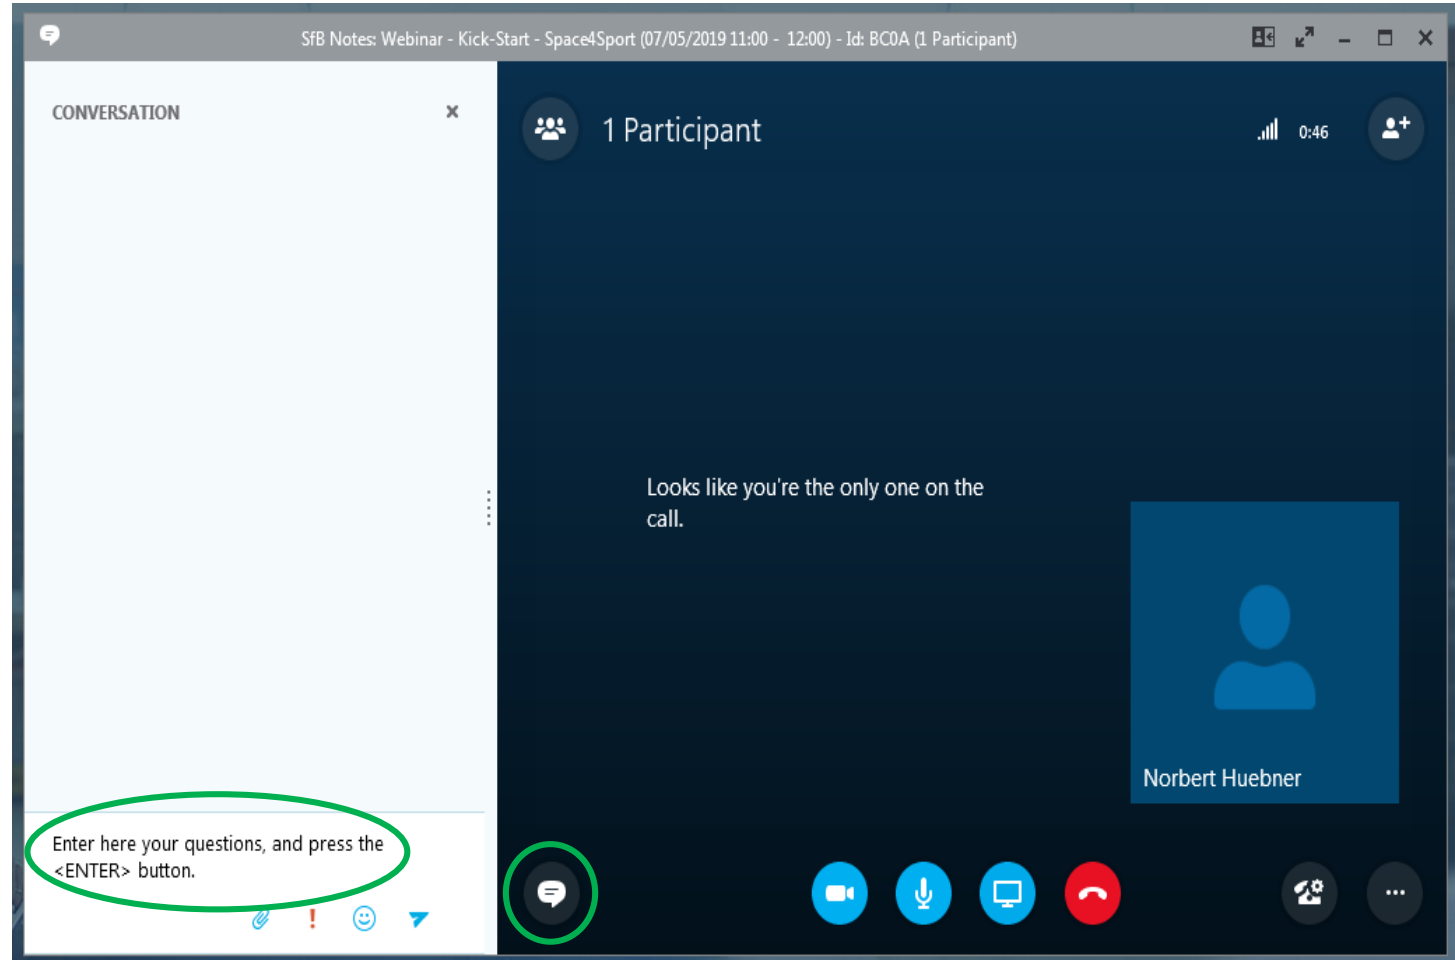 SfB Notes: Webinar - Kick-Start - Space4Sport (07/05/2019 11:00 - 12:00) - Id: BC0A (1 Participant)
CONVERSATION
1 Participant
0:46
Looks like you're the only one on the
call.
Norbert Huebner
Enter here your questions, and press the
<ENTER> button.